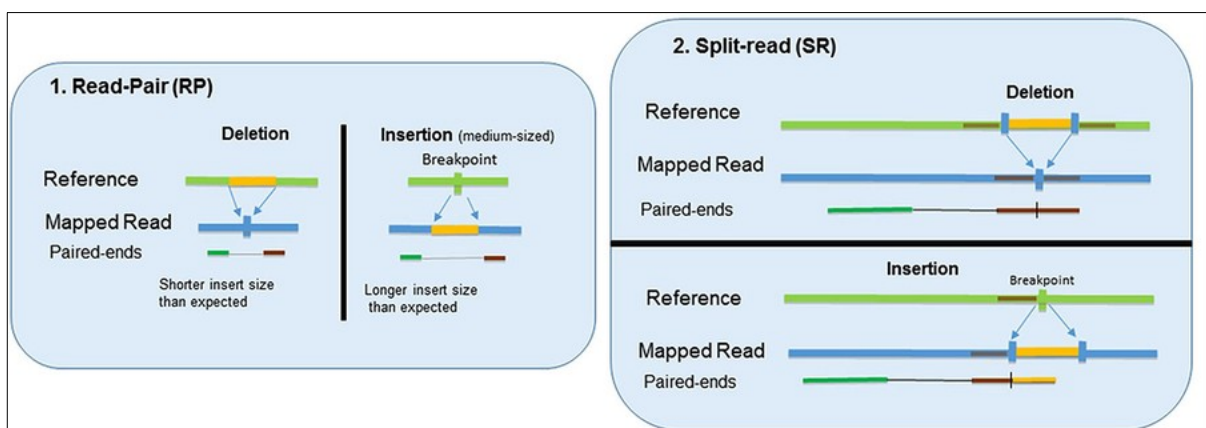 1. Read-Pair (RP)
Deletion
Reference
Mapped Read
Paired-ends
Shorter insert size
than expected
Insertion (medium-sized)
Breakpoint
Longer insert size
than expected
2. Split-read (SR)
Deletion
Reference
Mapped Read
Paired-ends
Insertion
Breakpoint
Reference
Mapped Read
Paired-ends